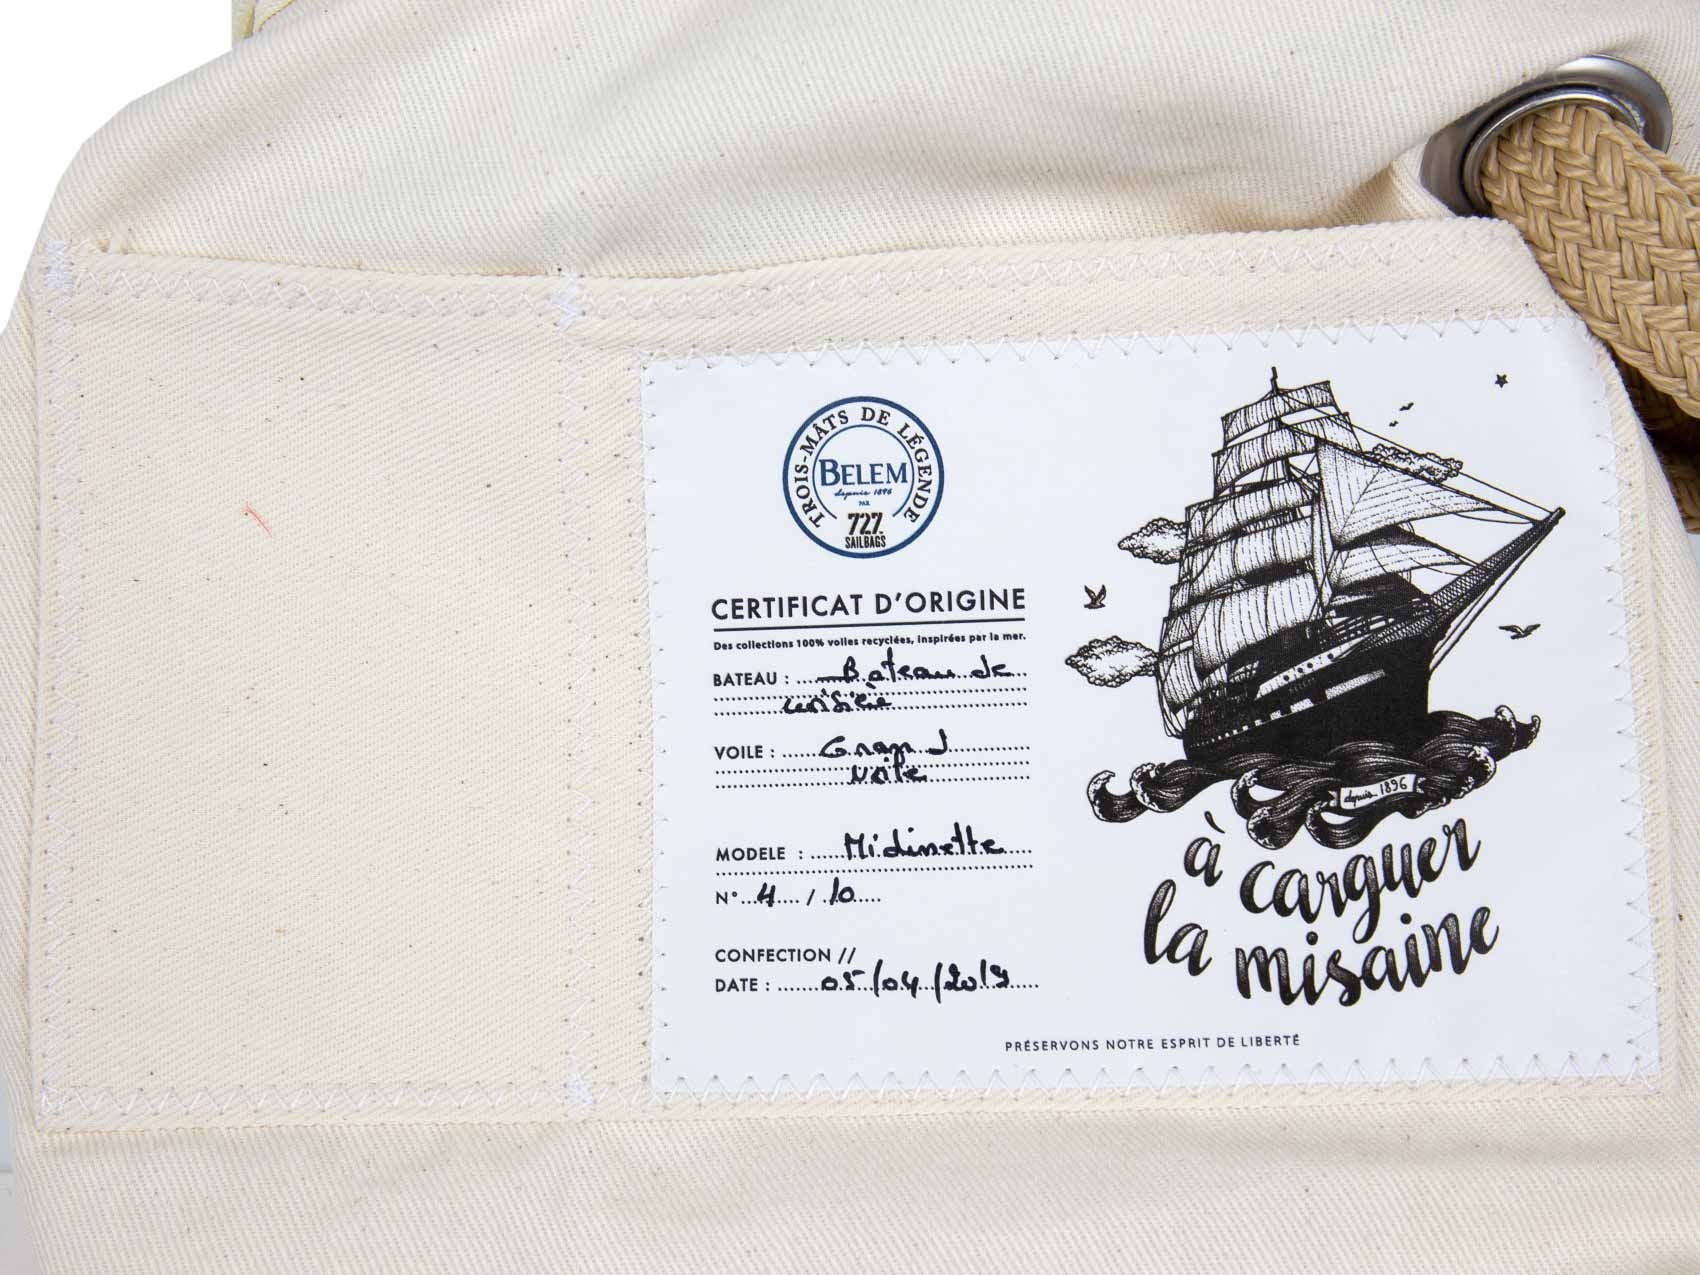 TROIS-MÂTS DE LÉGENDE
BELEM
depuis 1896
PAR
727
SAILBAGS
CERTIFICAT D'ORIGINE
Des collections 100% voiles recyclées, inspirées par la mer.
BATEAU : Bateau de
croisière
VOILE : Grand
voile
MODELE : Midinette
N° 4 / 10
CONFECTION //
DATE : 05/04/2019
depuis 1896
à carguer
la misaine
PRÉSERVONS NOTRE ESPRIT DE LIBERTÉ